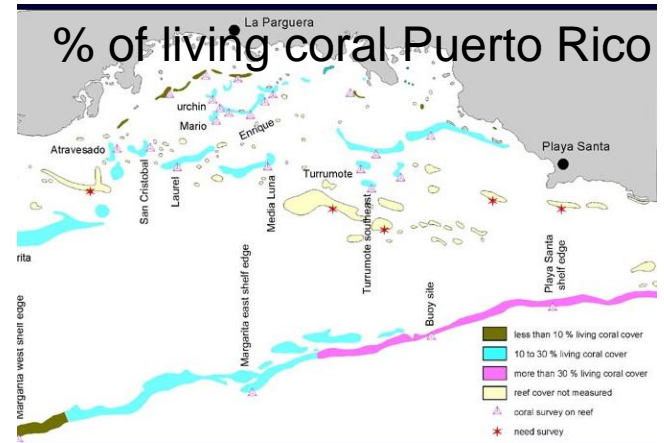 La Parguera
% of living coral Puerto Rico
urchin
Mario
Enrique
Atravesado
San Cristobal
Laurel
Media Luna
Turrumote
Turrumote southeast
Playa Santa
rita
Margarita west shelf edge
Margarita east shelf edge
Buoy site
Playa Santa
shelf edge
less than 10 % living coral cover
10 to 30 % living coral cover
more than 30 % living coral cover
reef cover not measured
coral survey on reef
need survey